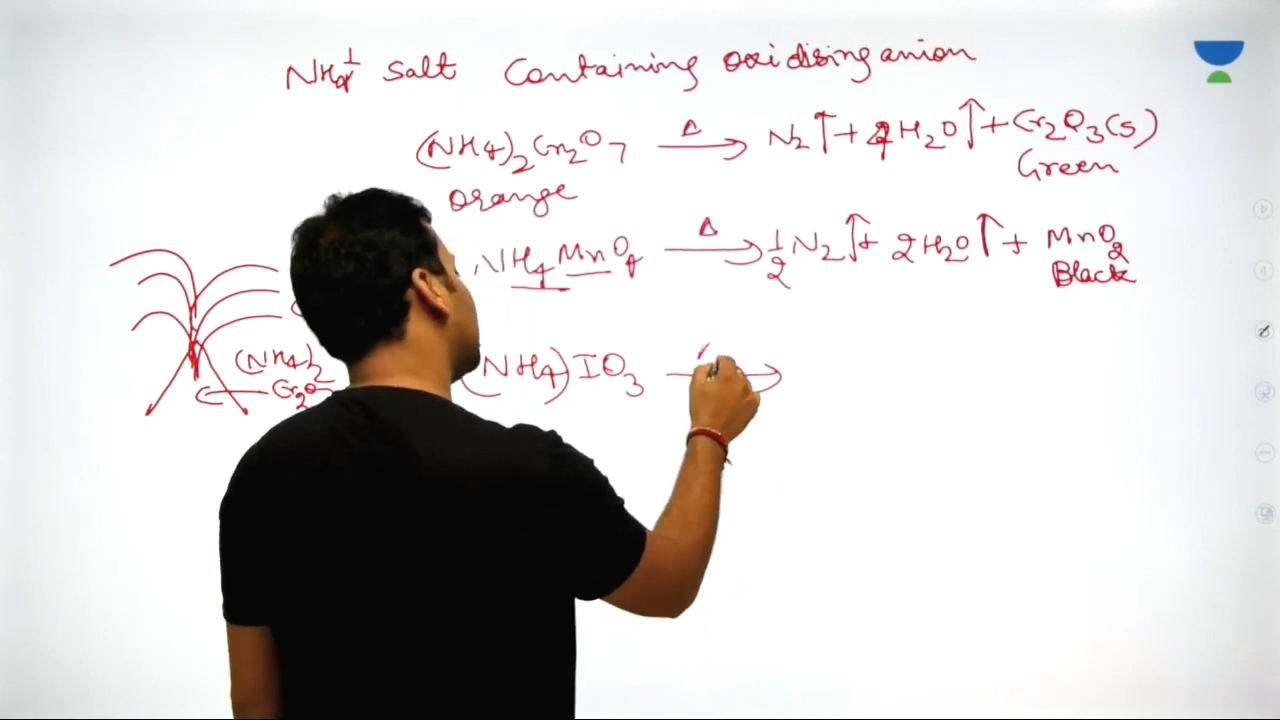 NH4+ salt Containing oxidising anion
(NH4)2Cr2O7 Δ→ N2↑ + 4H2O↑ + Cr2O3(s)
Orange
Green
NH4MnO4 Δ→ 1/2 N2↑ + 2H2O↑ + MnO2
Black
(NH4)IO3 →
(NH4)2
Cr2O7